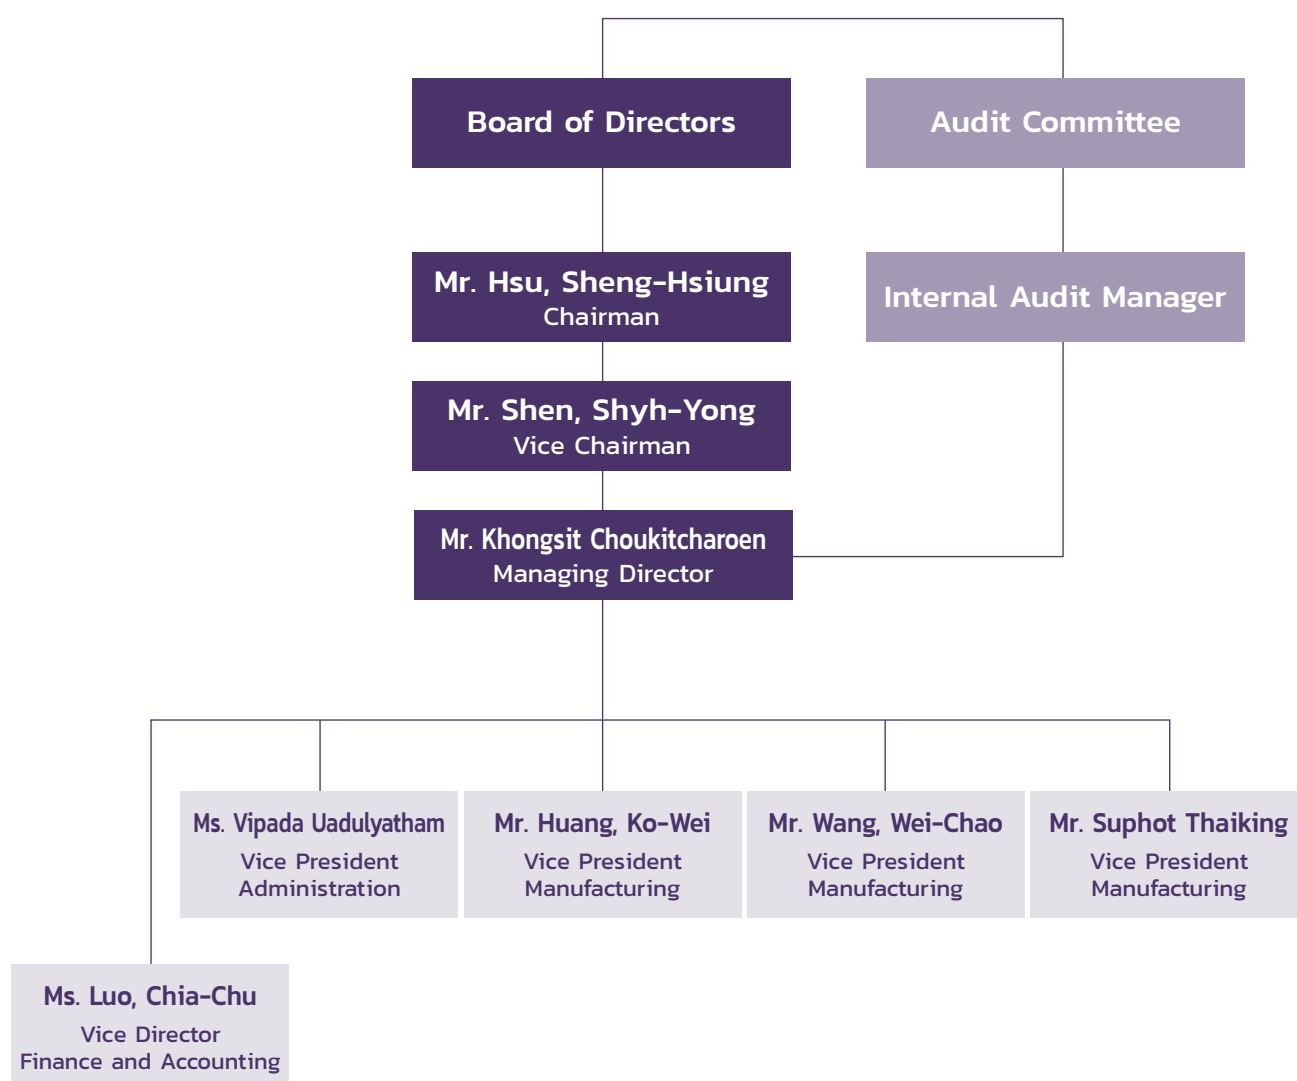 Board of Directors
Audit Committee
Mr. Hsu, Sheng-Hsiung
Chairman
Internal Audit Manager
Mr. Shen, Shyh-Yong
Vice Chairman
Mr. Khongsit Choukitcharoen
Managing Director
Ms. Vipada Uadulyatham
Vice President
Administration
Mr. Huang, Ko-Wei
Vice President
Manufacturing
Mr. Wang, Wei-Chao
Vice President
Manufacturing
Mr. Suphot Thaiking
Vice President
Manufacturing
Ms. Luo, Chia-Chu
Vice Director
Finance and Accounting